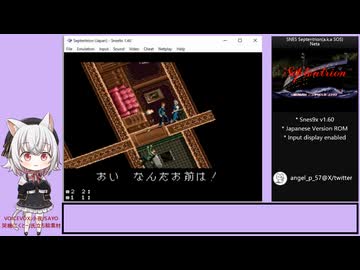 Septentrion (Japan) - Snes9x 1.60
File Emulation Input Sound Video Cheat Netplay Help
おい なんだお前は!
2 2:
1 1:
SNES Septentrion(a.k.a SOS)
Neta
Septentrion
* Snes9x v1.60
* Japanese Version ROM
* Input display enabled
angel_p_57@X/twitter
VOICEVOX:小夜/SAYO